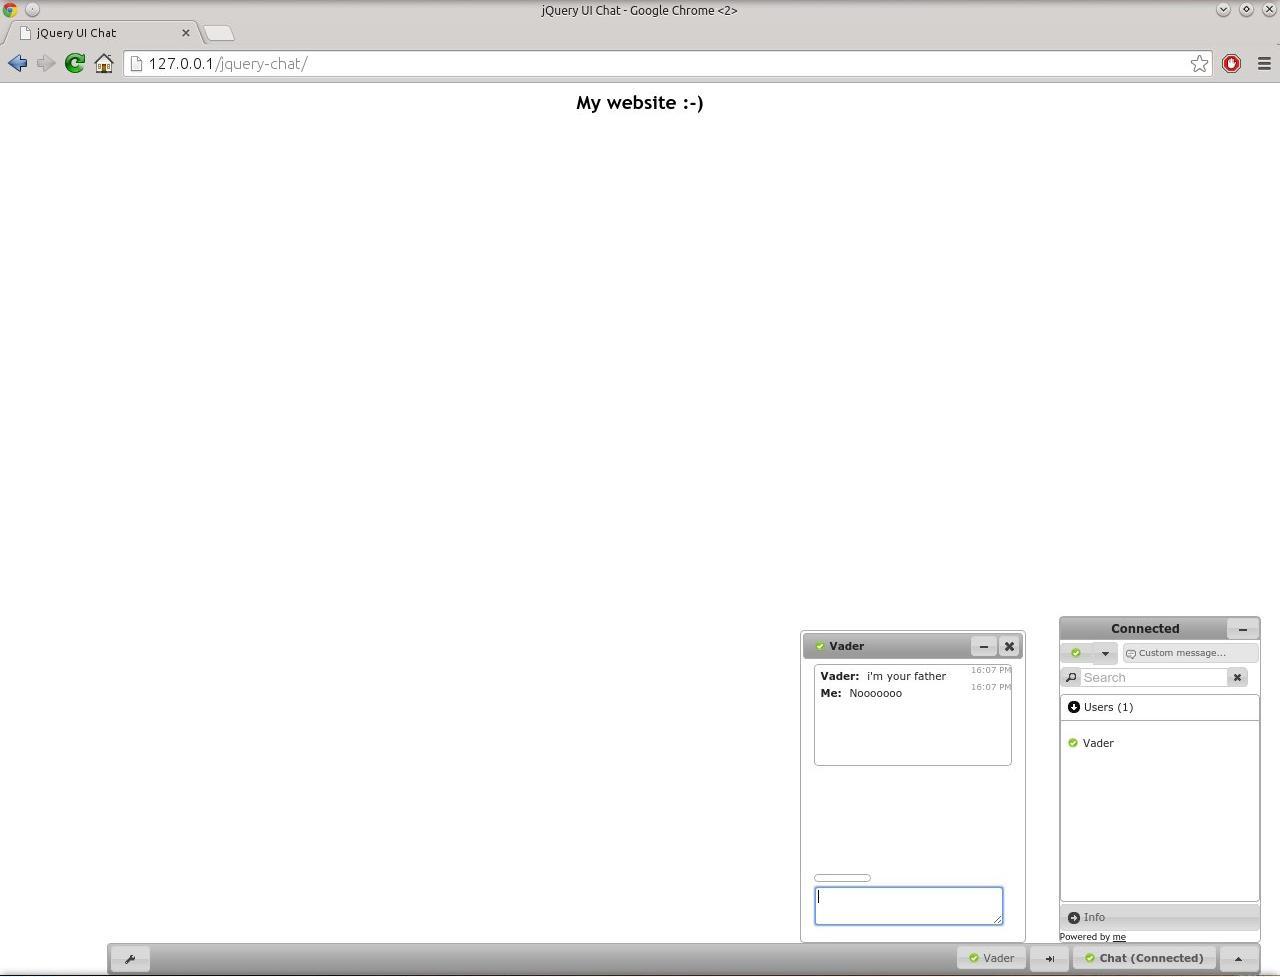 jQuery UI Chat - Google Chrome <2>
jQuery UI Chat
127.0.0.1/jquery-chat/
My website :-)
Connected
Vader
Custom message...
Vader: i'm your father 16:07 PM
Search
Me: Nooooooo 16:07 PM
Users (1)
Vader
Info
Powered by me
Vader
Chat (Connected)